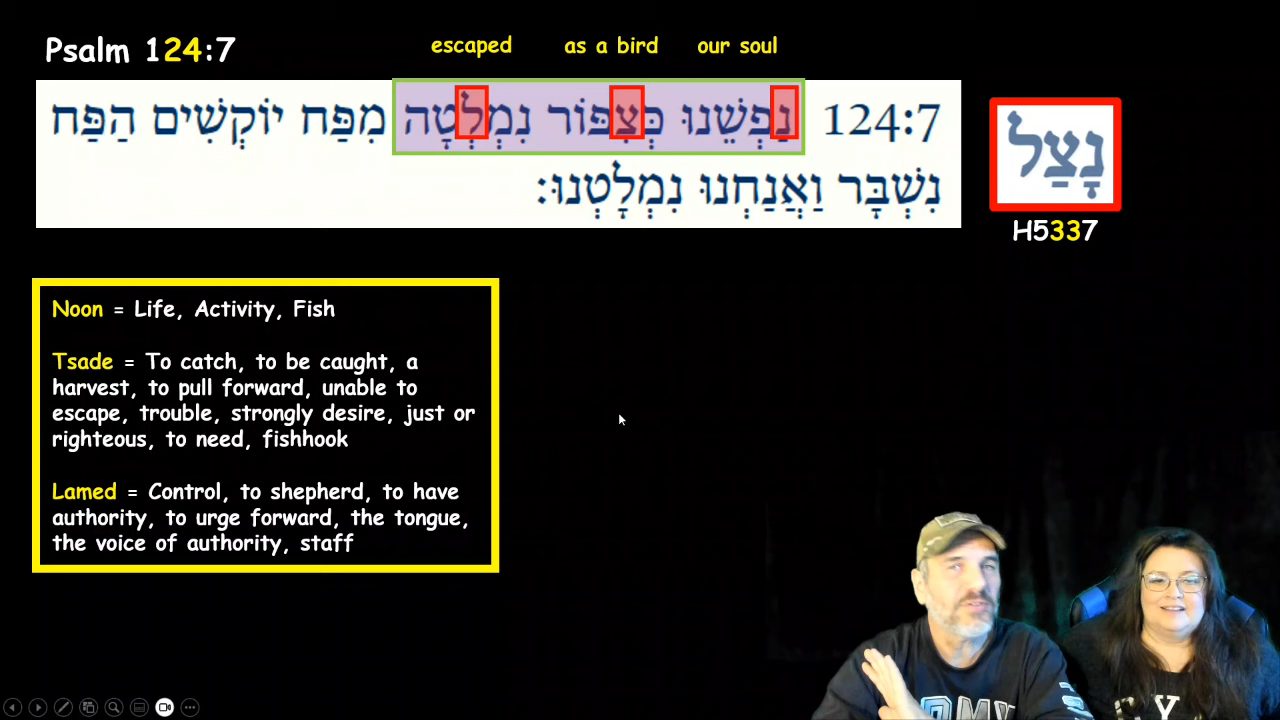 Psalm 124:7
escaped as a bird our soul
124:7 נַפְשֵׁנוּ כְּצִפּוֹר נִמְלְטָה מִפַּח יוֹקְשִׁים הַפַּח
נִשְׁבָּר וַאֲנַחְנוּ נִמְלָטְנוּ:
נָצַל
H5337
Noon = Life, Activity, Fish
Tsade = To catch, to be caught, a
harvest, to pull forward, unable to
escape, trouble, strongly desire, just or
righteous, to need, fishhook
Lamed = Control, to shepherd, to have
authority, to urge forward, the tongue,
the voice of authority, staff